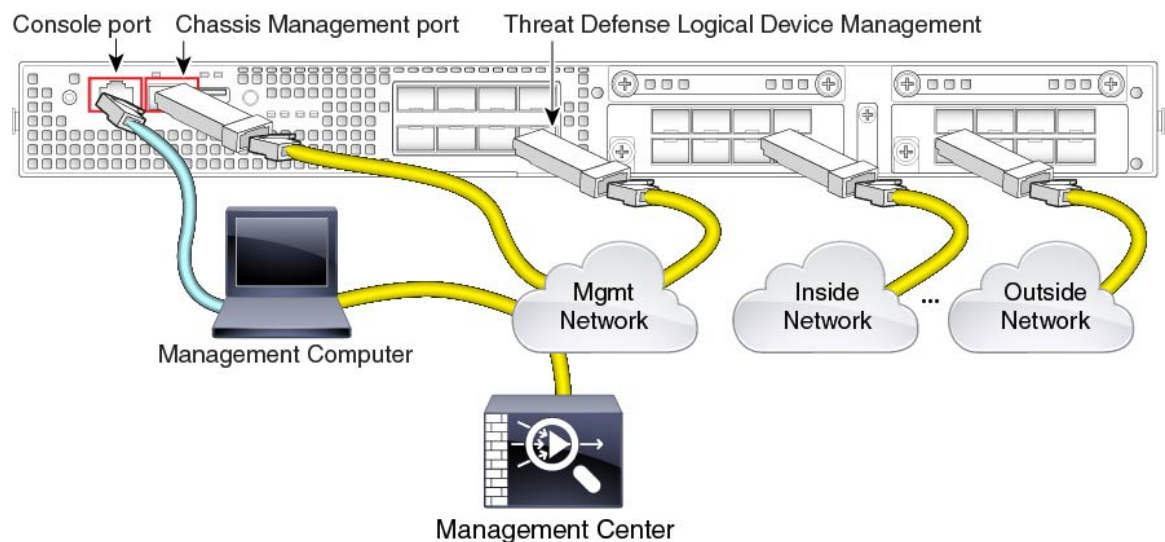 Console port
Chassis Management port
Threat Defense Logical Device Management
Mgmt
Network
Inside
Network
...
Outside
Network
Management Computer
Management Center